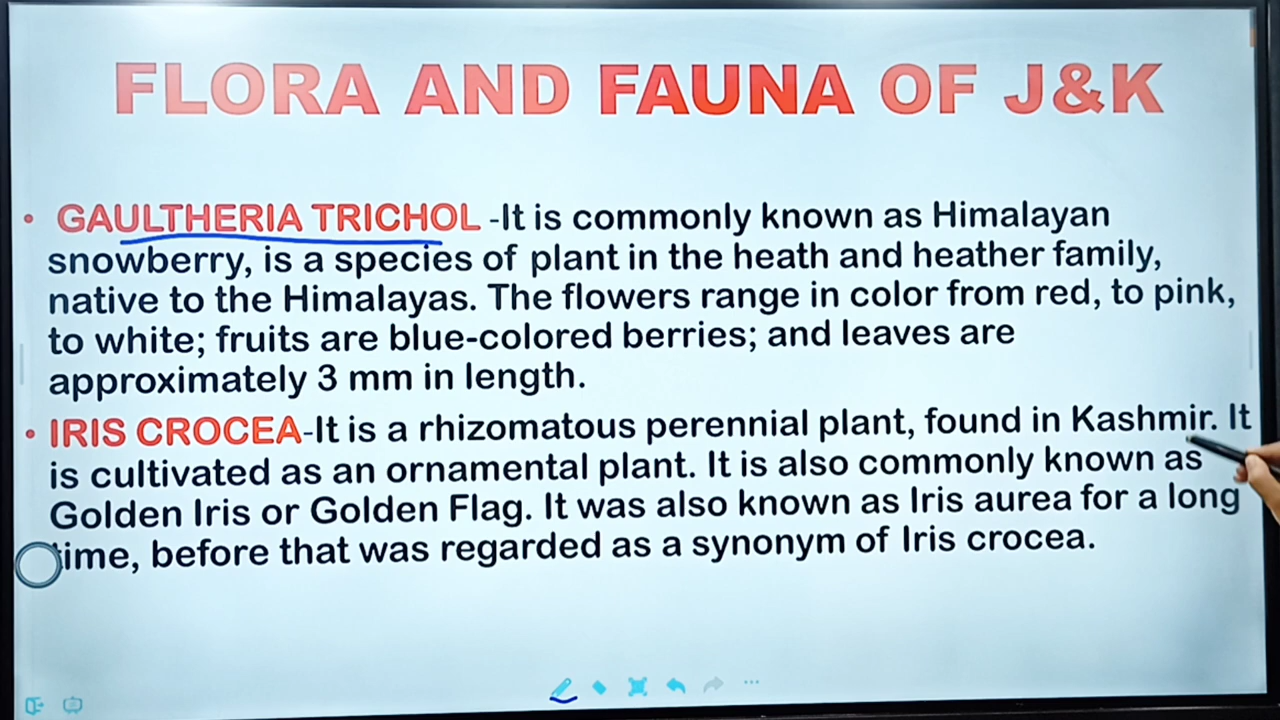 FLORA AND FAUNA OF J&K
• GAULTHERIA TRICHOL -It is commonly known as Himalayan
snowberry, is a species of plant in the heath and heather family,
native to the Himalayas. The flowers range in color from red, to pink,
to white; fruits are blue-colored berries; and leaves are
approximately 3 mm in length.
• IRIS CROCEA-It is a rhizomatous perennial plant, found in Kashmir. It
is cultivated as an ornamental plant. It is also commonly known as
Golden Iris or Golden Flag. It was also known as Iris aurea for a long
time, before that was regarded as a synonym of Iris crocea.